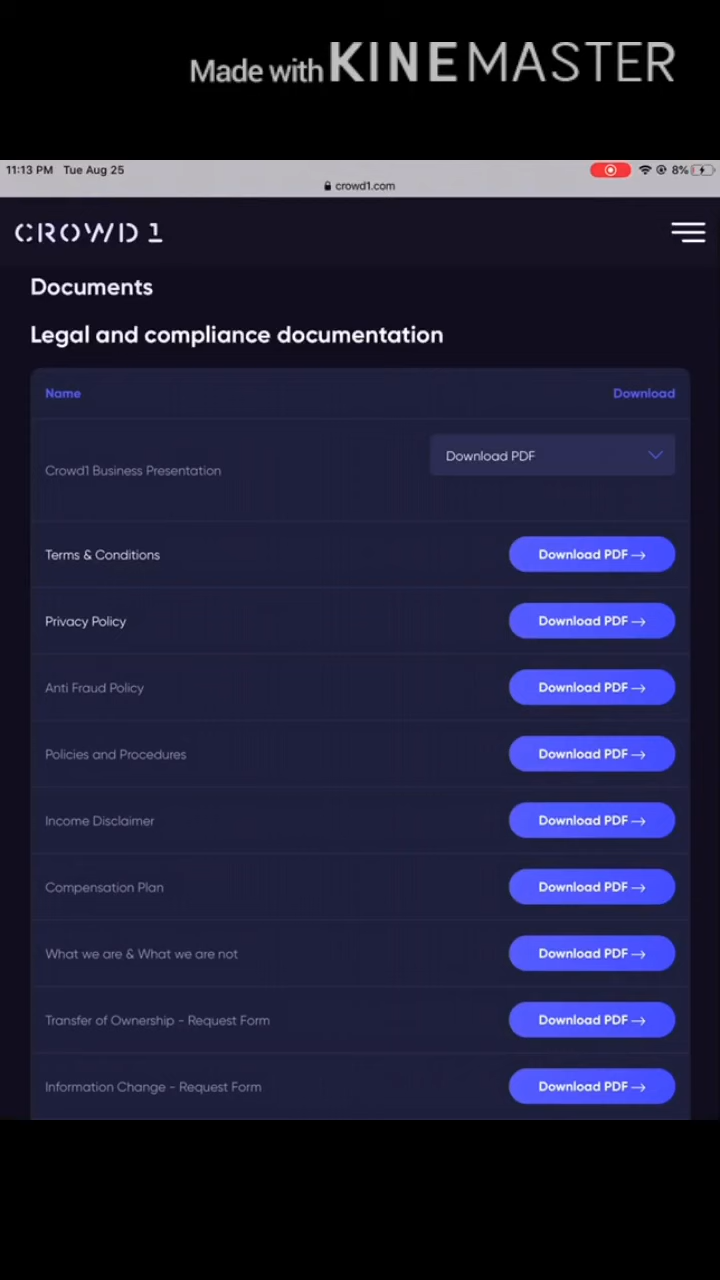 Made with KINEMASTER
11:13 PM Tue Aug 25 8%
crowd1.com
CROWD 1
Documents
Legal and compliance documentation
Name Download
Crowd1 Business Presentation Download PDF
Terms & Conditions Download PDF →
Privacy Policy Download PDF →
Anti Fraud Policy Download PDF →
Policies and Procedures Download PDF →
Income Disclaimer Download PDF →
Compensation Plan Download PDF →
What we are & What we are not Download PDF →
Transfer of Ownership - Request Form Download PDF →
Information Change - Request Form Download PDF →